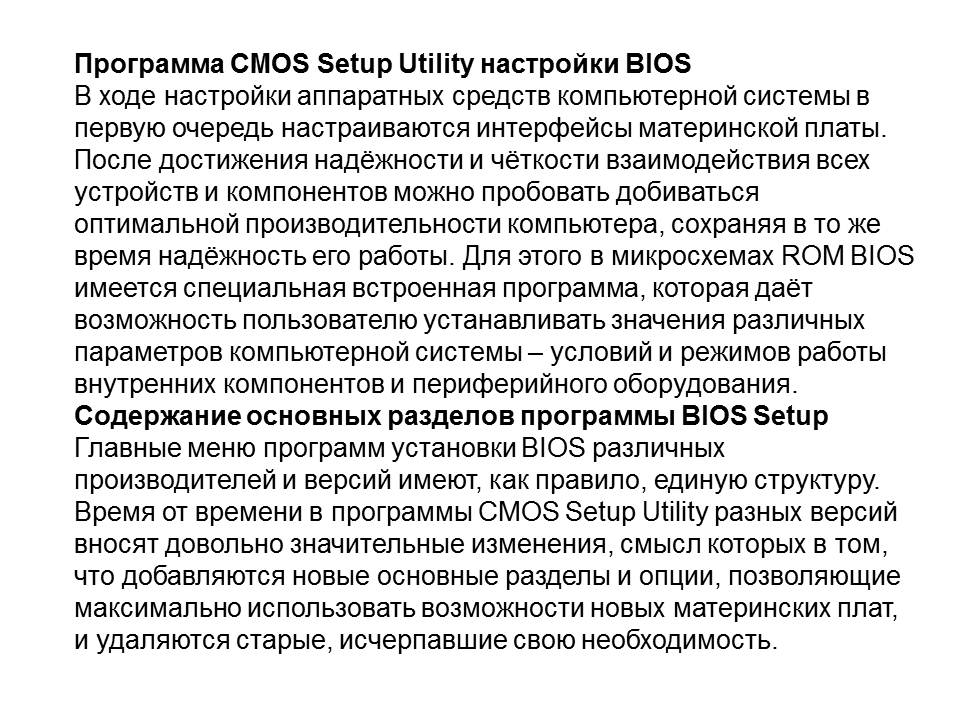 Программа CMOS Setup Utility настройки BIOS
В ходе настройки аппаратных средств компьютерной системы в
первую очередь настраиваются интерфейсы материнской платы.
После достижения надёжности и чёткости взаимодействия всех
устройств и компонентов можно пробовать добиваться
оптимальной производительности компьютера, сохраняя в то же
время надёжность его работы. Для этого в микросхемах ROM BIOS
имеется специальная встроенная программа, которая даёт
возможность пользователю устанавливать значения различных
параметров компьютерной системы – условий и режимов работы
внутренних компонентов и периферийного оборудования.
Содержание основных разделов программы BIOS Setup
Главные меню программ установки BIOS различных
производителей и версий имеют, как правило, единую структуру.
Время от времени в программы CMOS Setup Utility разных версий
вносят довольно значительные изменения, смысл которых в том,
что добавляются новые основные разделы и опции, позволяющие
максимально использовать возможности новых материнских плат,
и удаляются старые, исчерпавшие свою необходимость.